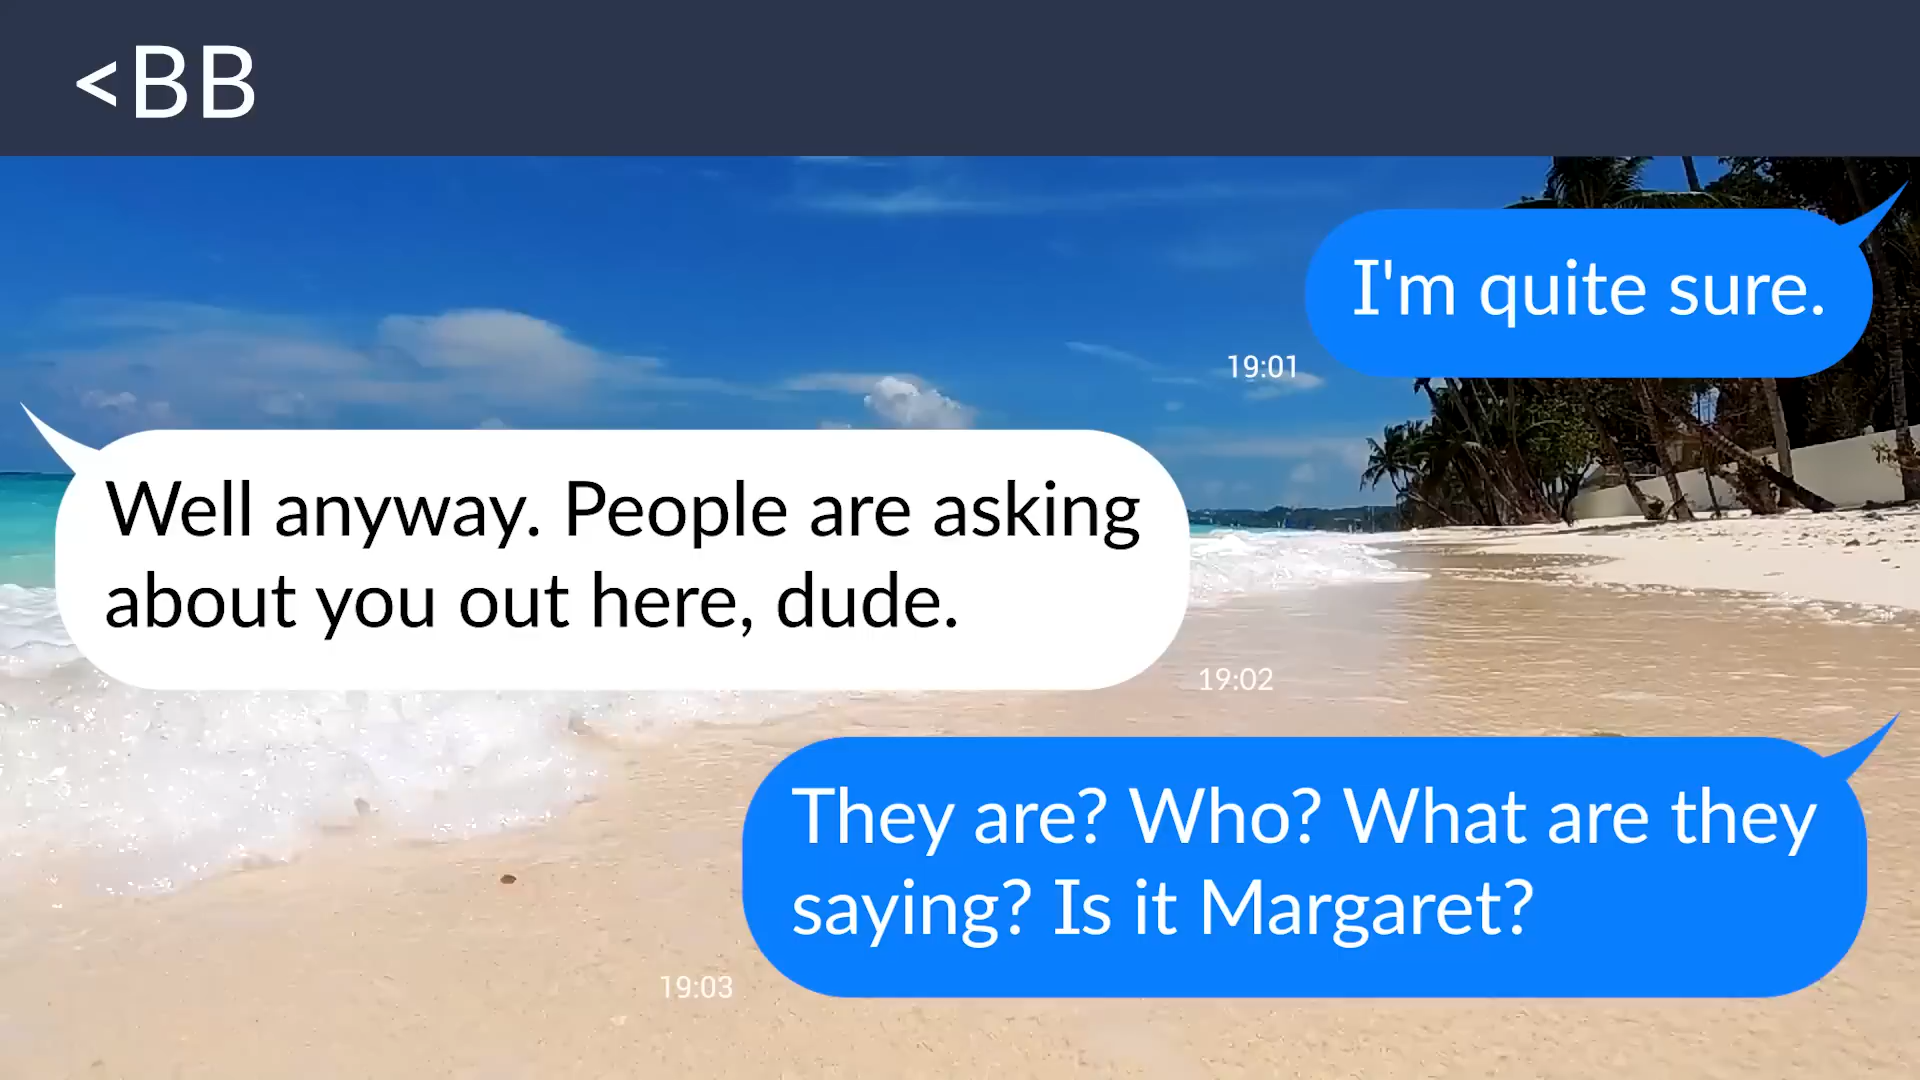 <BB
I'm quite sure.
19:01
Well anyway. People are asking
about you out here, dude.
19:02
They are? Who? What are they
saying? Is it Margaret?
19:03